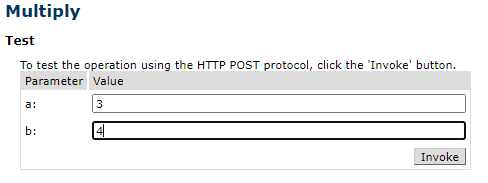 Multiply
Test
To test the operation using the HTTP POST protocol, click the 'Invoke' button.
Parameter Value
a: 3
b: 4
Invoke